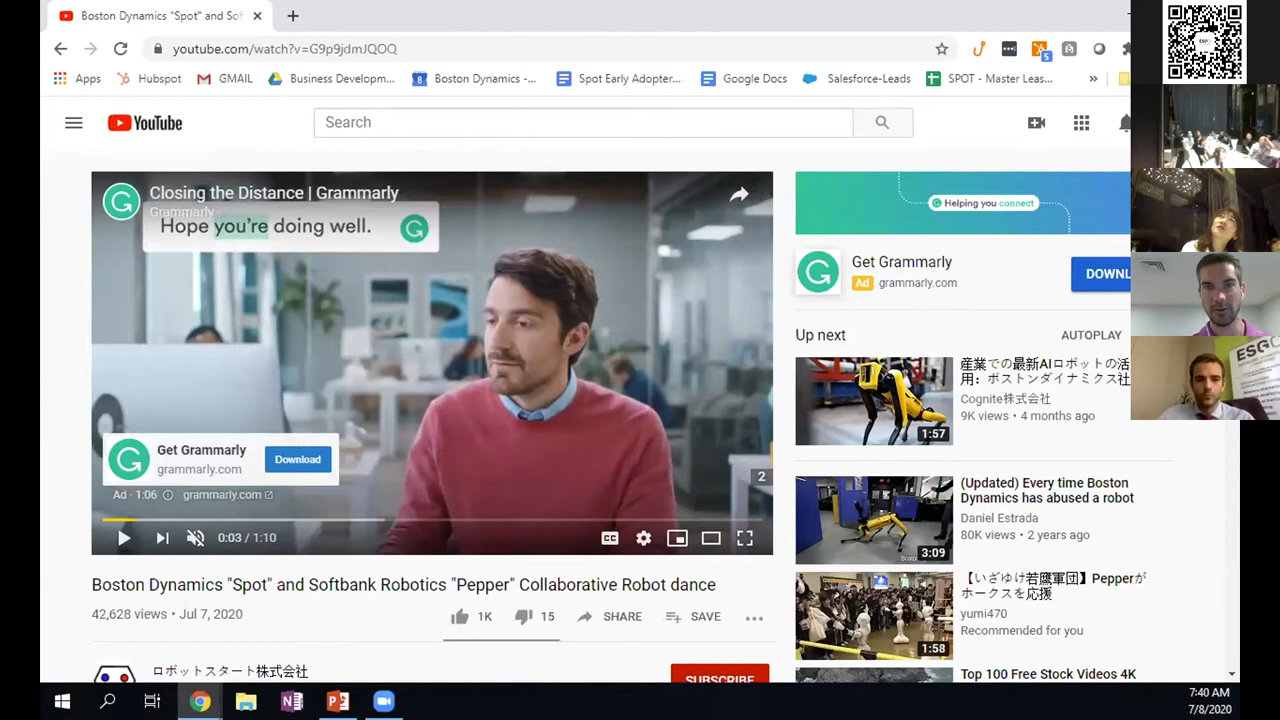 Boston Dynamics "Spot" and Sof
youtube.com/watch?v=G9p9jdmJQOQ
Apps
Hubspot
GMAIL
Business Developm...
Boston Dynamics -...
Spot Early Adopter...
Google Docs
Salesforce-Leads
SPOT - Master Leas...
»
5
8
YouTube
Search
Closing the Distance | Grammarly
Grammarly
Hope you're doing well.
Get Grammarly
grammarly.com
Download
Ad · 1:06
grammarly.com
2
CC
0:03 / 1:10
Boston Dynamics "Spot" and Softbank Robotics "Pepper" Collaborative Robot dance
42,628 views • Jul 7, 2020
1K
15
SHARE
SAVE
ロボットスタート株式会社
SUBSCRIBE
Helping you connect
Get Grammarly
Ad grammarly.com
DOWNL
Up next
AUTOPLAY
産業での最新AIロボットの活
用：ボストンダイナミクス社
Cognite株式会社
9K views • 4 months ago
1:57
(Updated) Every time Boston
Dynamics has abused a robot
Daniel Estrada
80K views • 2 years ago
3:09
【いざゆけ若鷹軍団】Pepperが
ホークスを応援
yumi470
Recommended for you
1:58
Top 100 Free Stock Videos 4K
ESGC
7:40 AM
7/8/2020